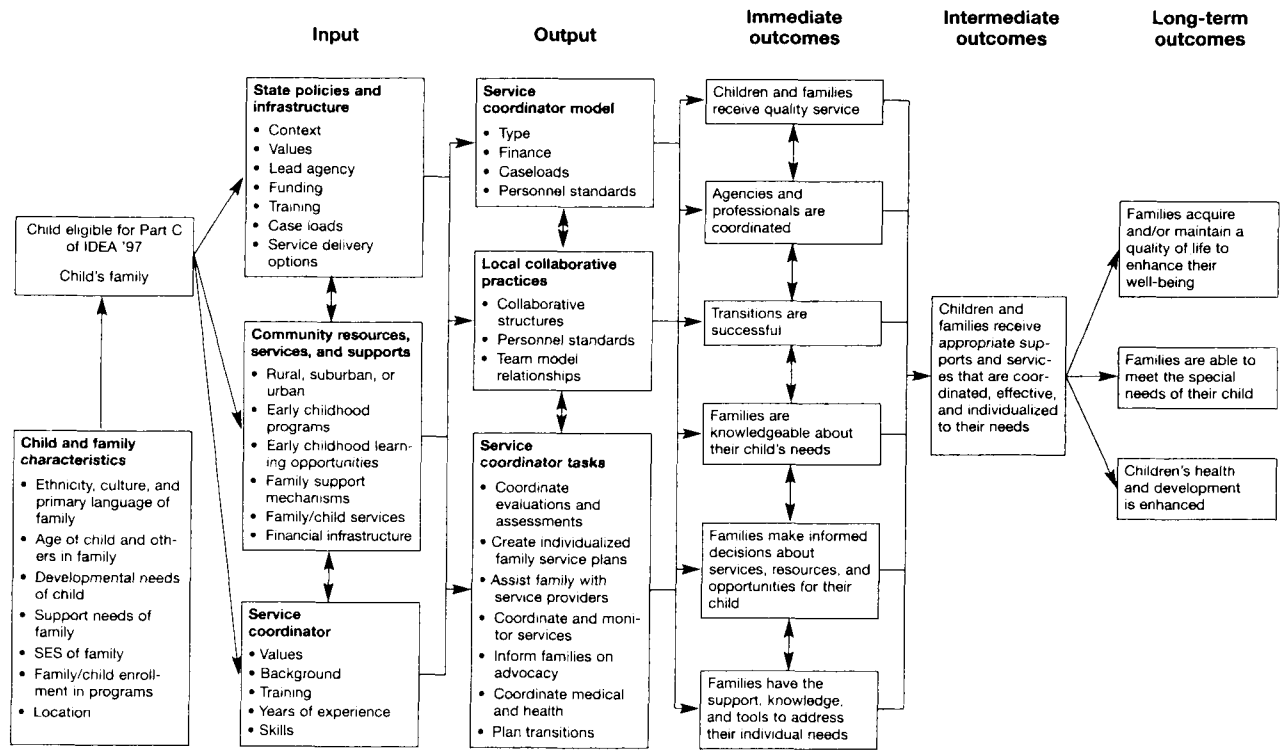 Input
Output
Immediate
outcomes
Intermediate
outcomes
Long-term
outcomes
Child eligible for Part C
of IDEA '97
Child's family
Child and family
characteristics
• Ethnicity, culture, and
primary language of
family
• Age of child and oth-
ers in family
• Developmental needs
of child
• Support needs of
family
• SES of family
• Family/child enroll-
ment in programs
• Location
State policies and
infrastructure
• Context
• Values
• Lead agency
• Funding
• Training
• Case loads
• Service delivery
options
Community resources,
services, and supports
• Rural, suburban, or
urban
• Early childhood
programs
• Early childhood learn-
ing opportunities
• Family support
mechanisms
• Family/child services
• Financial infrastructure
Service
coordinator
• Values
• Background
• Training
• Years of experience
• Skills
Service
coordinator model
• Type
• Finance
• Caseloads
• Personnel standards
Local collaborative
practices
• Collaborative
structures
• Personnel standards
• Team model
relationships
Service
coordinator tasks
• Coordinate
evaluations and
assessments
• Create individualized
family service plans
• Assist family with
service providers
• Coordinate and moni-
tor services
• Inform families on
advocacy
• Coordinate medical
and health
• Plan transitions
Children and families
receive quality service
Agencies and
professionals are
coordinated
Transitions are
successful
Families are
knowledgeable about
their child's needs
Families make informed
decisions about
services, resources, and
opportunities for their
child
Families have the
support, knowledge,
and tools to address
their individual needs
Children and
families receive
appropriate sup-
ports and servic-
es that are coor-
dinated, effective,
and individualized
to their needs
Families acquire
and/or maintain a
quality of life to
enhance their
well-being
Families are able to
meet the special
needs of their child
Children's health
and development
is enhanced